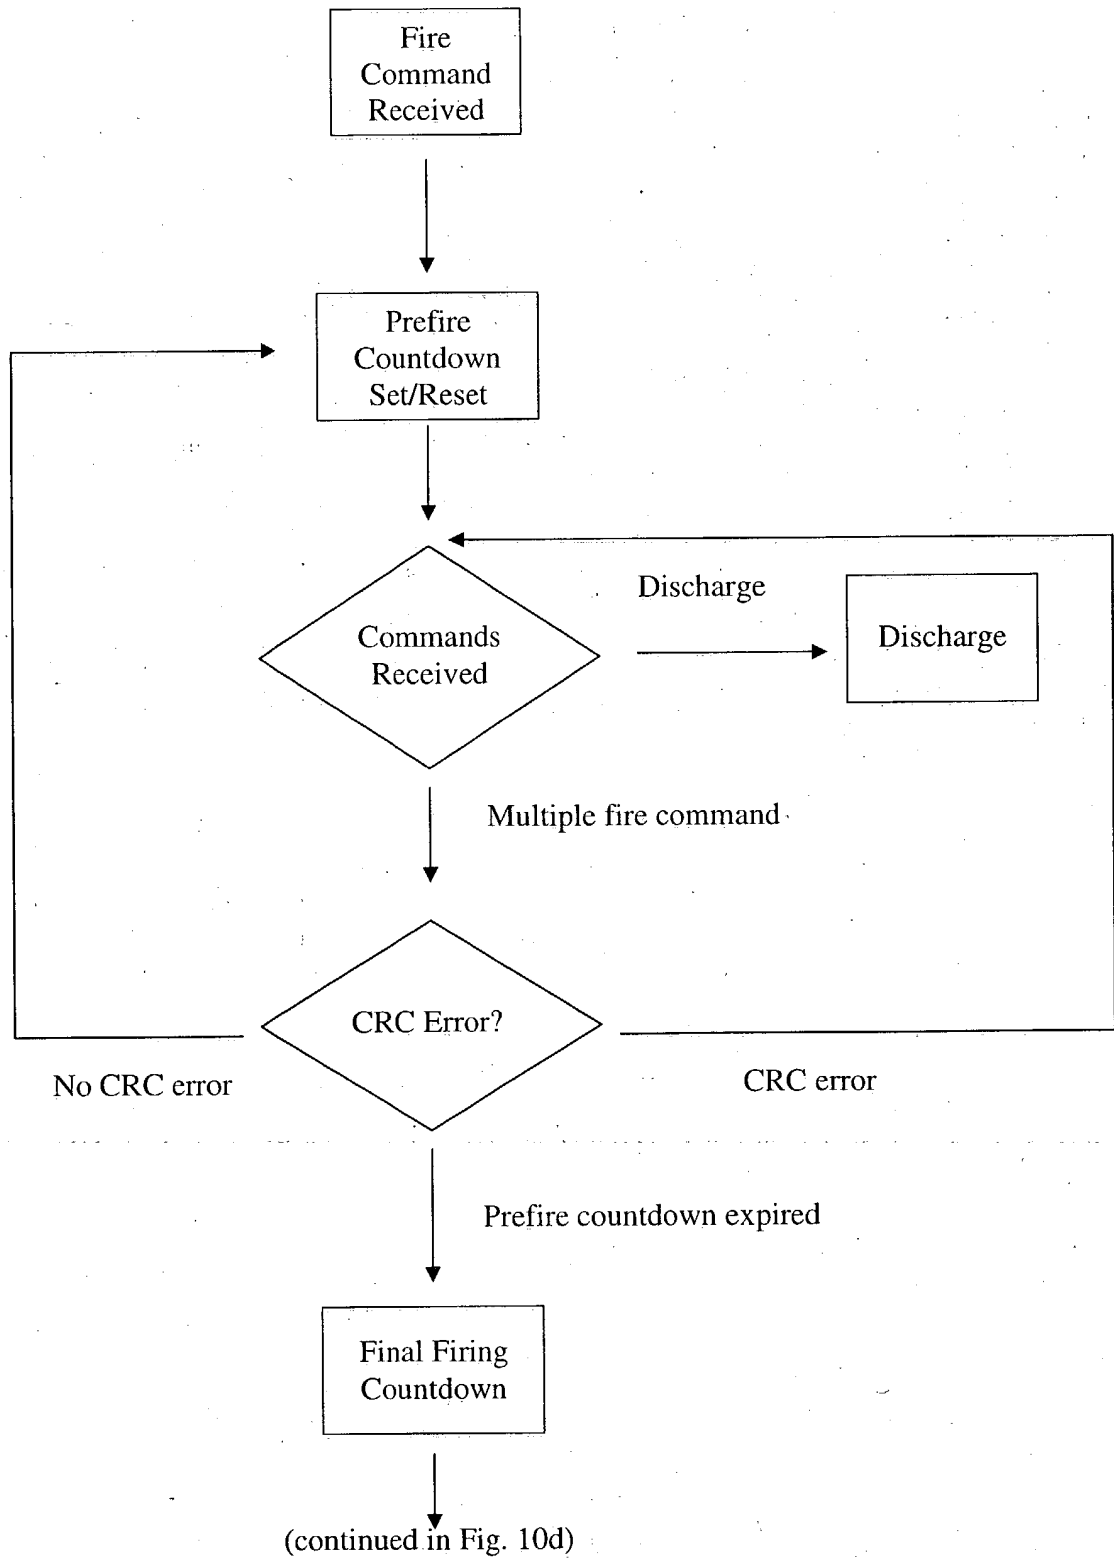 Fire
Command
Received
Prefire
Countdown
Set/Reset
Discharge
Commands
Received
Discharge
Multiple fire command
CRC Error?
No CRC error
CRC error
Prefire countdown expired
Final Firing
Countdown
(continued in Fig. 10d)